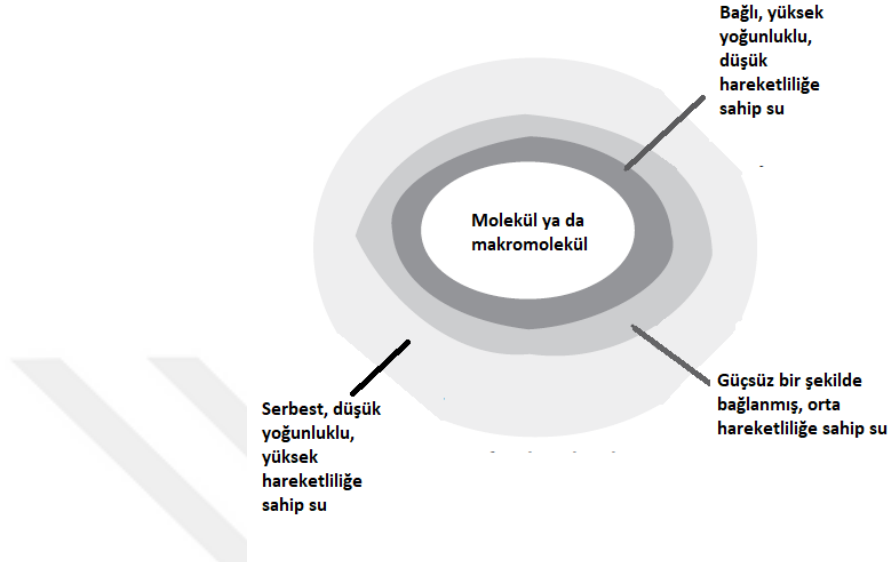 Bağlı, yüksek
yoğunluklu,
düşük
hareketliliğe
sahip su
Molekül ya da
makromolekül
Güçsüz bir şekilde
bağlanmış, orta
hareketliliğe sahip su
Serbest, düşük
yoğunluklu,
yüksek
hareketliliğe
sahip su